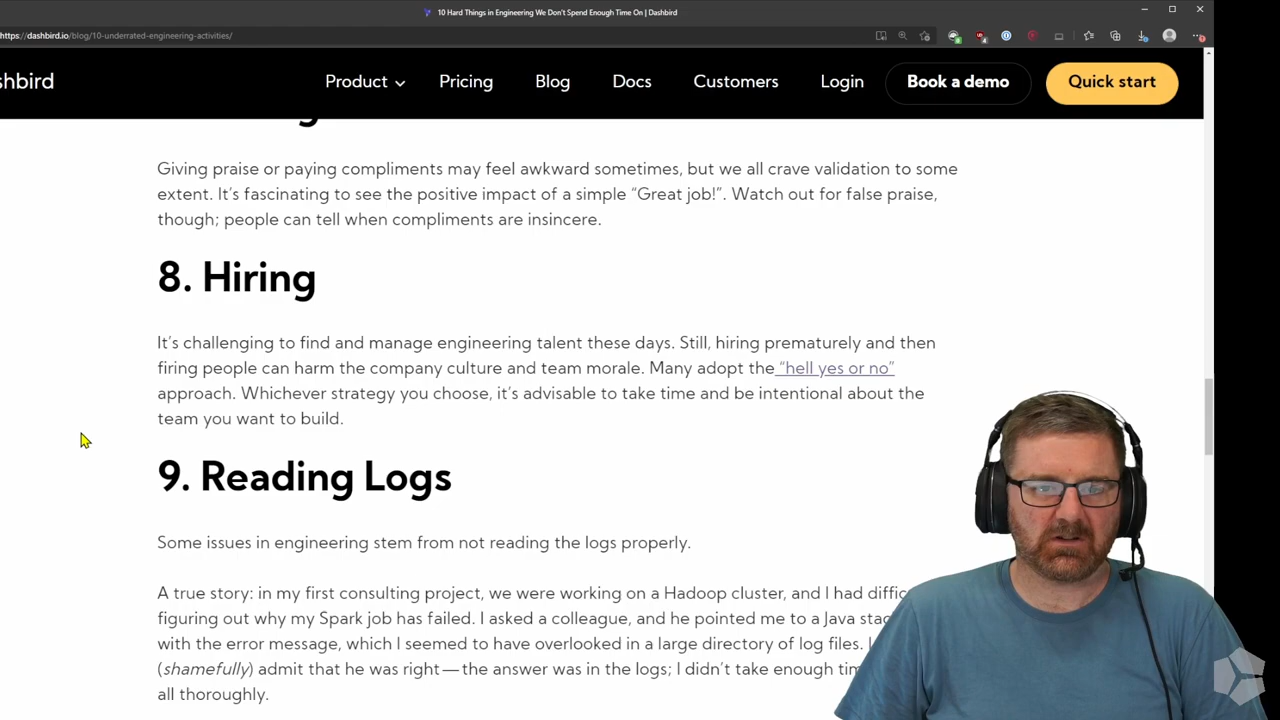 10 Hard Things in Engineering We Don't Spend Enough Time On | Dashbird
https://dashbird.io/blog/10-underrated-engineering-activities/
shbird
Product Pricing Blog Docs Customers Login Book a demo Quick start
Giving praise or paying compliments may feel awkward sometimes, but we all crave validation to some
extent. It's fascinating to see the positive impact of a simple “Great job!”. Watch out for false praise,
though; people can tell when compliments are insincere.
8. Hiring
It's challenging to find and manage engineering talent these days. Still, hiring prematurely and then
firing people can harm the company culture and team morale. Many adopt the “hell yes or no”
approach. Whichever strategy you choose, it's advisable to take time and be intentional about the
team you want to build.
9. Reading Logs
Some issues in engineering stem from not reading the logs properly.
A true story: in my first consulting project, we were working on a Hadoop cluster, and I had diffic
figuring out why my Spark job has failed. I asked a colleague, and he pointed me to a Java stac
with the error message, which I seemed to have overlooked in a large directory of log files. I
(shamefully) admit that he was right — the answer was in the logs; I didn't take enough tim
all thoroughly.